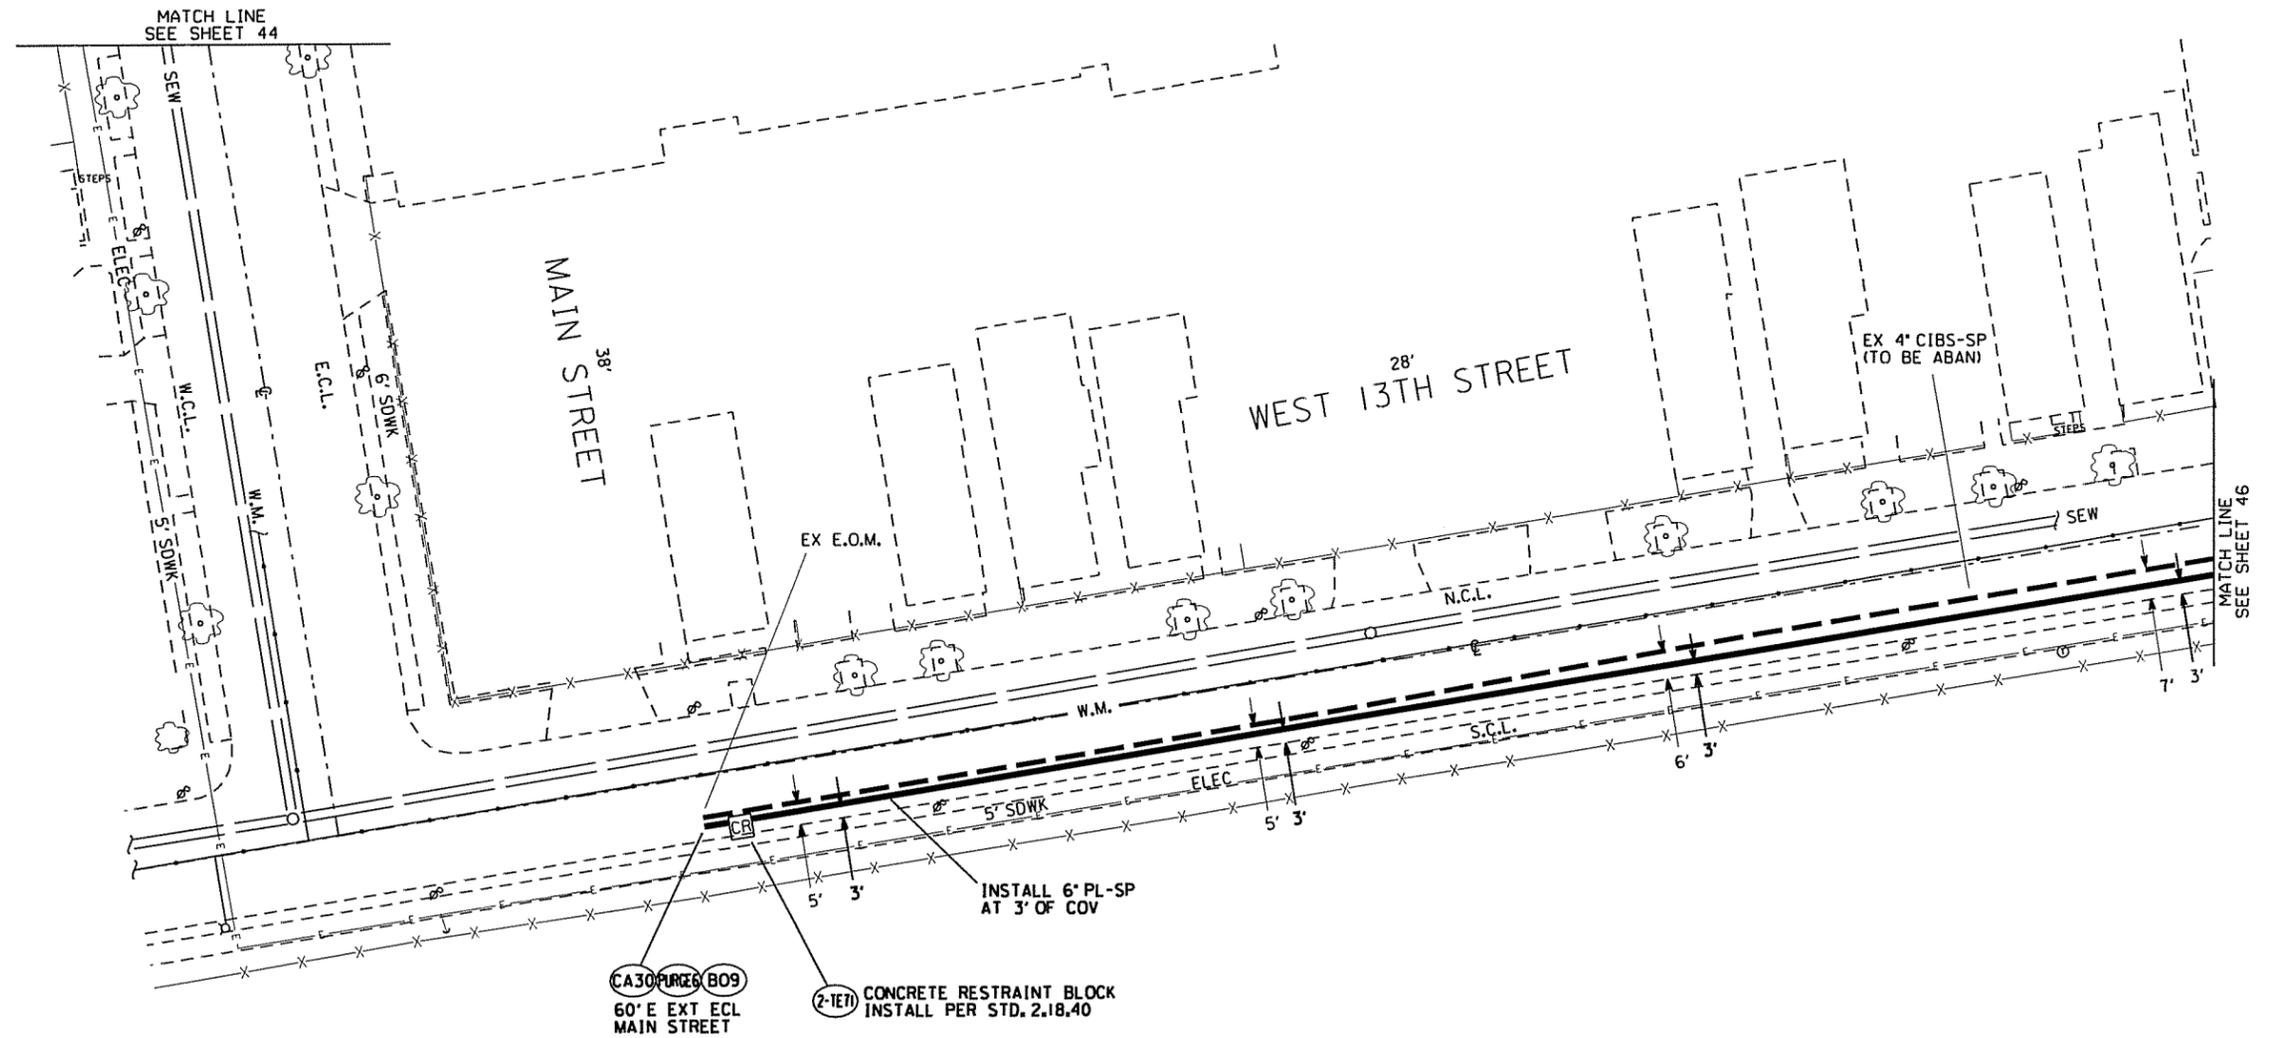 MATCH LINE
SEE SHEET 44
SEW
STEPS
ELEC
W.C.L.
E.C.L.
6' SDWK
W.M.
5' SDWK
MAIN STREET
38'
28'
WEST 13TH STREET
EX 4" CIBS-SP
(TO BE ABAN)
STEPS
SEW
MATCH LINE
SEE SHEET 46
EX E.O.M.
N.C.L.
W.M.
S.C.L.
ELEC
5' SDWK
CR
5'
3'
5'
3'
6'
3'
7'
3'
INSTALL 6" PL-SP
AT 3' OF COV
CA30 PURGE6 B09
60' E EXT ECL
MAIN STREET
2-TE71 CONCRETE RESTRAINT BLOCK
INSTALL PER STD. 2.18.40